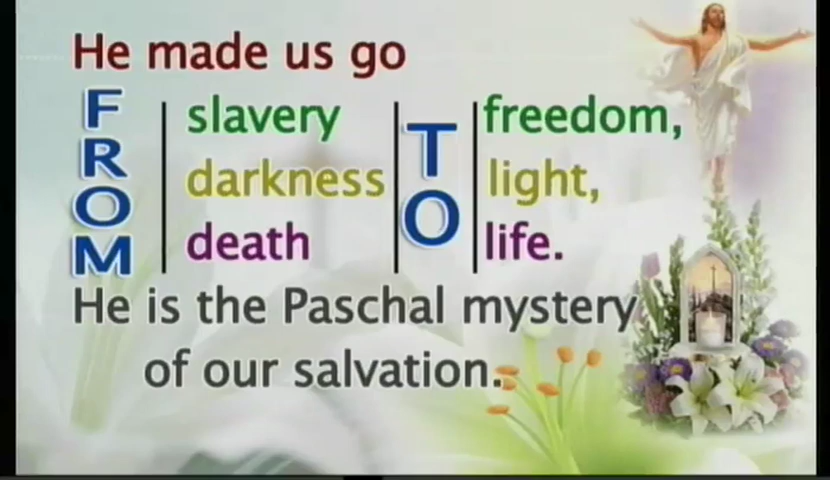 He made us go
FROM slavery TO freedom,
darkness light,
death life.
He is the Paschal mystery
of our salvation.